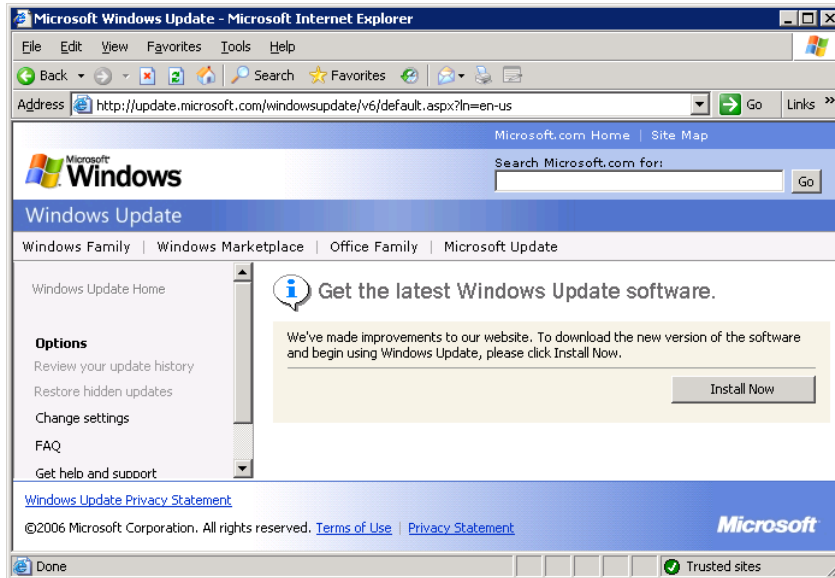 Microsoft Windows Update - Microsoft Internet Explorer
File Edit View Favorites Tools Help
Back Search Favorites
Address http://update.microsoft.com/windowsupdate/v6/default.aspx?ln=en-us Go Links »
Microsoft.com Home | Site Map
Microsoft
Windows
Search Microsoft.com for:
Go
Windows Update
Windows Family | Windows Marketplace | Office Family | Microsoft Update
Windows Update Home
Get the latest Windows Update software.
Options
Review your update history
Restore hidden updates
Change settings
FAQ
Get help and support
We've made improvements to our website. To download the new version of the software
and begin using Windows Update, please click Install Now.
Install Now
Windows Update Privacy Statement
©2006 Microsoft Corporation. All rights reserved. Terms of Use | Privacy Statement
Microsoft
Done
Trusted sites